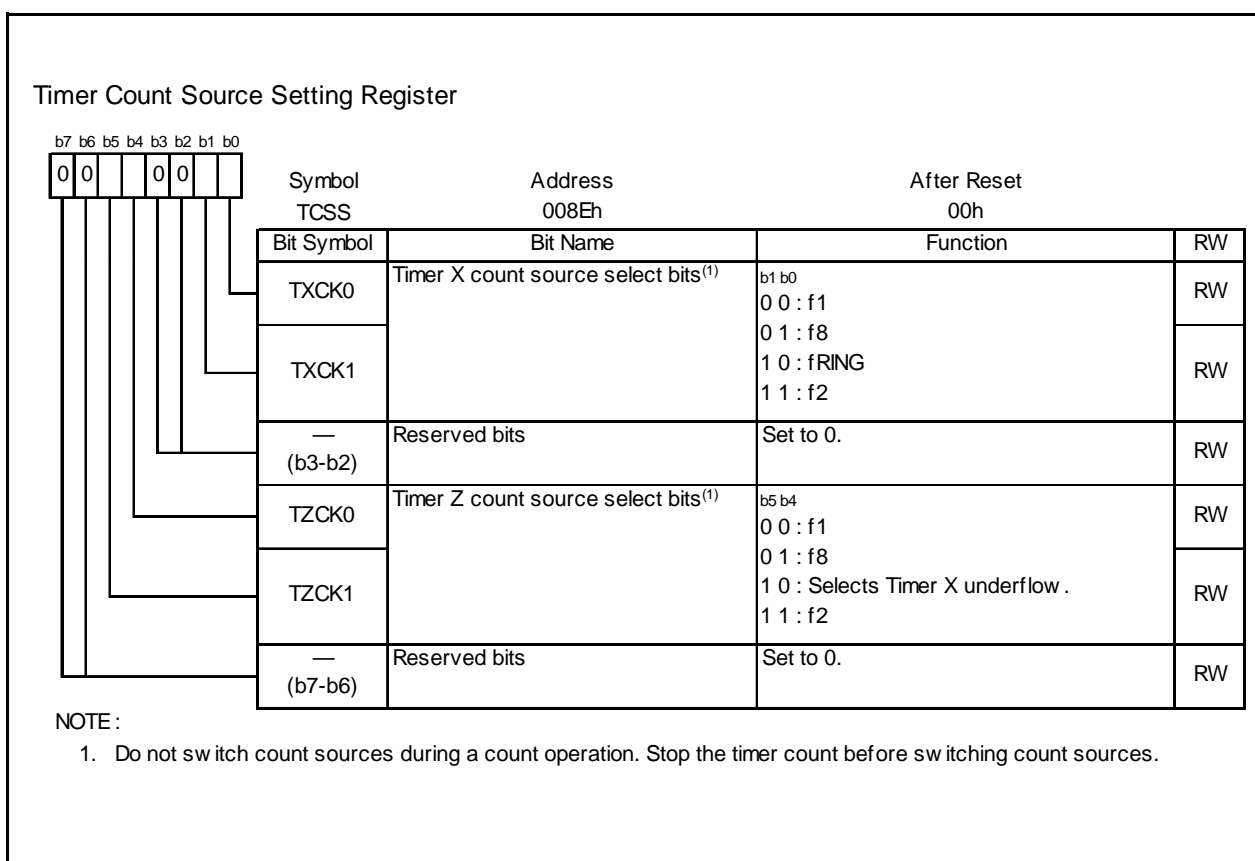 Timer Count Source Setting Register
b7 b6 b5 b4 b3 b2 b1 b0
0 0 0 0
Symbol Address After Reset
TCSS 008Eh 00h
Bit Symbol Bit Name Function RW
TXCK0 Timer X count source select bits(1) b1 b0 RW
0 0 : f1
0 1 : f8
TXCK1 1 0 : fRING RW
1 1 : f2
— Reserved bits Set to 0. RW
(b3-b2)
TZCK0 Timer Z count source select bits(1) b5 b4 RW
0 0 : f1
0 1 : f8
TZCK1 1 0 : Selects Timer X underflow. RW
1 1 : f2
— Reserved bits Set to 0. RW
(b7-b6)
NOTE :
1. Do not switch count sources during a count operation. Stop the timer count before switching count sources.